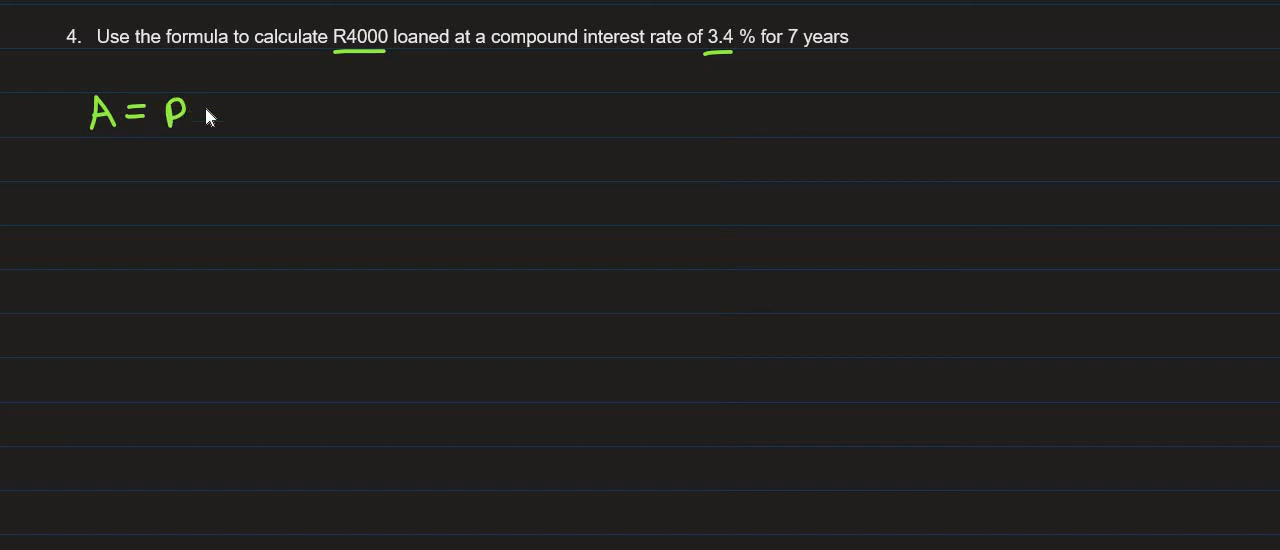 4. Use the formula to calculate R4000 loaned at a compound interest rate of 3.4 % for 7 years
A = P